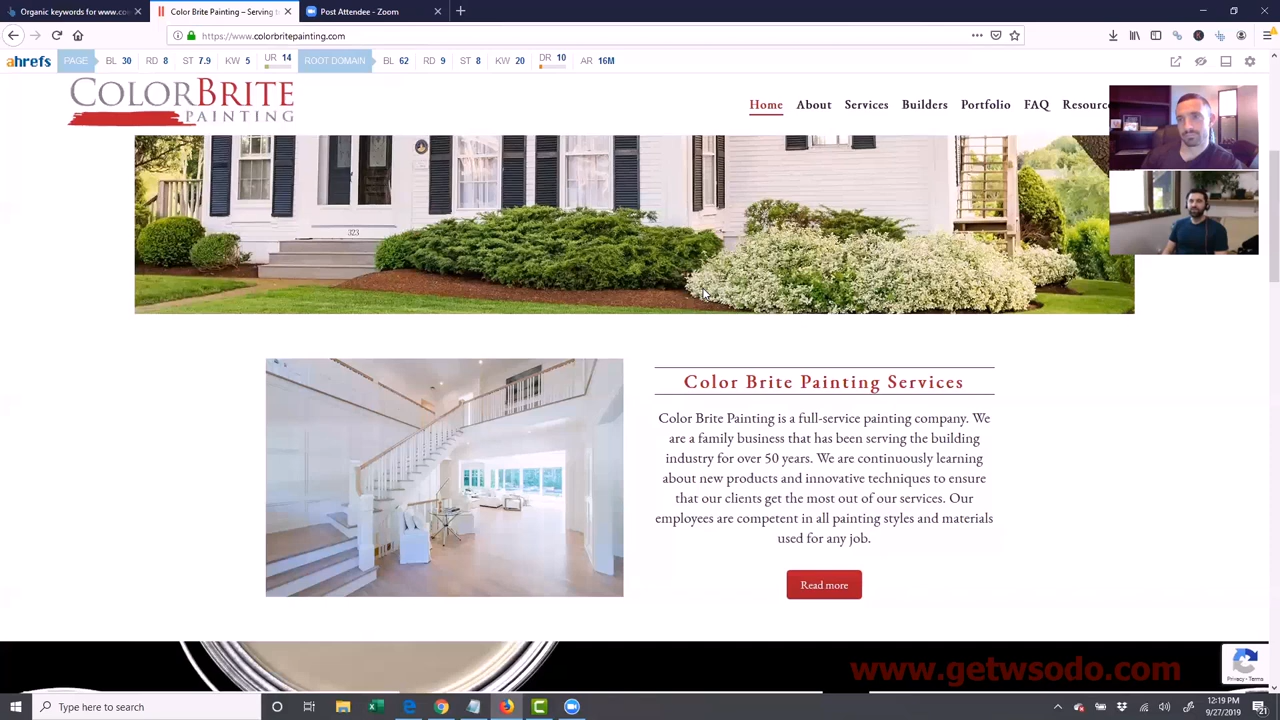 Organic keywords for www.co
Color Brite Painting – Serving t
Post Attendee - Zoom
https://www.colorbritepainting.com
ahrefs PAGE BL 30 RD 8 ST 7.9 KW 5 UR 14 ROOT DOMAIN BL 62 RD 9 ST 8 KW 20 DR 10 AR 16M
COLORBRITE
PAINTING
Home About Services Builders Portfolio FAQ Resourc
323
Color Brite Painting Services
Color Brite Painting is a full-service painting company. We
are a family business that has been serving the building
industry for over 50 years. We are continuously learning
about new products and innovative techniques to ensure
that our clients get the most out of our services. Our
employees are competent in all painting styles and materials
used for any job.
Read more
www.getwsodo.com
Privacy - Terms
Type here to search
12:19 PM
9/27/2019
21